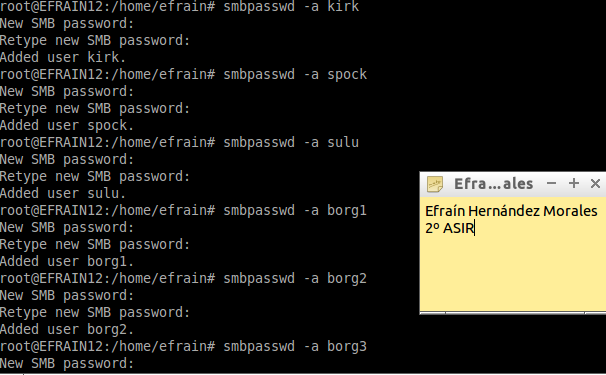 root@EFRAIN12:/home/efrain# smbpasswd -a kirk
New SMB password:
Retype new SMB password:
Added user kirk.
root@EFRAIN12:/home/efrain# smbpasswd -a spock
New SMB password:
Retype new SMB password:
Added user spock.
root@EFRAIN12:/home/efrain# smbpasswd -a sulu
New SMB password:
Retype new SMB password:
Added user sulu.
root@EFRAIN12:/home/efrain# smbpasswd -a borg1
New SMB password:
Retype new SMB password:
Added user borg1.
root@EFRAIN12:/home/efrain# smbpasswd -a borg2
New SMB password:
Retype new SMB password:
Added user borg2.
root@EFRAIN12:/home/efrain# smbpasswd -a borg3
New SMB password:
Efra...ales
Efraín Hernández Morales
2º ASIR